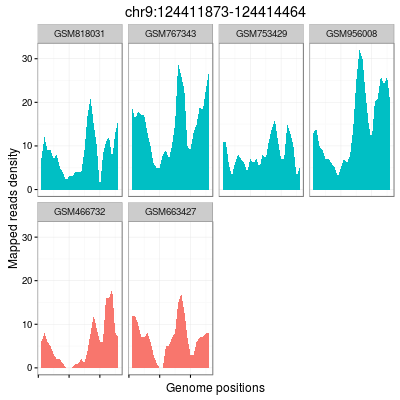 chr9:124411873-124414464
GSM818031 GSM767343 GSM753429 GSM956008
30
20
10
0
Mapped reads density
GSM466732 GSM663427
30
20
10
0
Genome positions